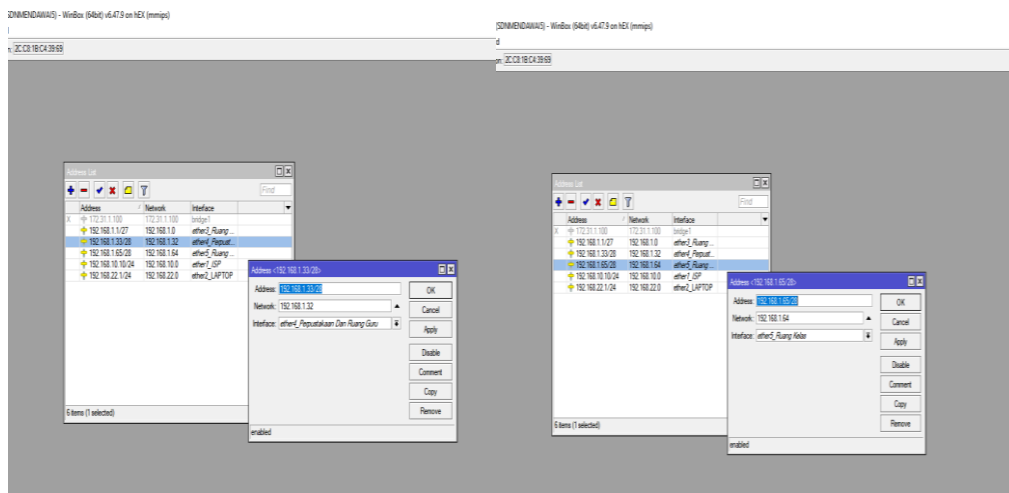 (SDNMENDAWAI5) - WinBox (64bit) v6.47.9 on hEX (mmips)
2C:C8:1B:C4:39:69
Address List
Find
Address Network Interface
X 172.31.1.100 172.31.1.100 bridge1
192.168.1.1/27 192.168.1.0 ether3_Ruang ...
192.168.1.33/28 192.168.1.32 ether4_Perpust...
192.168.1.65/28 192.168.1.64 ether5_Ruang ...
192.168.10.10/24 192.168.10.0 ether1_ISP
192.168.22.1/24 192.168.22.0 ether2_LAPTOP
6 items (1 selected)
Address <192.168.1.33/28>
Address: 192.168.1.33/28
Network: 192.168.1.32
Interface: ether4_Perpustakaan Dan Ruang Guru
OK
Cancel
Apply
Disable
Comment
Copy
Remove
enabled
(SDNMENDAWAI5) - WinBox (64bit) v6.47.9 on hEX (mmips)
d
2C:C8:1B:C4:39:69
Address List
Find
Address Network Interface
X 172.31.1.100 172.31.1.100 bridge1
192.168.1.1/27 192.168.1.0 ether3_Ruang ...
192.168.1.33/28 192.168.1.32 ether4_Perpust...
192.168.1.65/28 192.168.1.64 ether5_Ruang ...
192.168.10.10/24 192.168.10.0 ether1_ISP
192.168.22.1/24 192.168.22.0 ether2_LAPTOP
6 items (1 selected)
Address <192.168.1.65/28>
Address: 192.168.1.65/28
Network: 192.168.1.64
Interface: ether5_Ruang Kelas
OK
Cancel
Apply
Disable
Comment
Copy
Remove
enabled